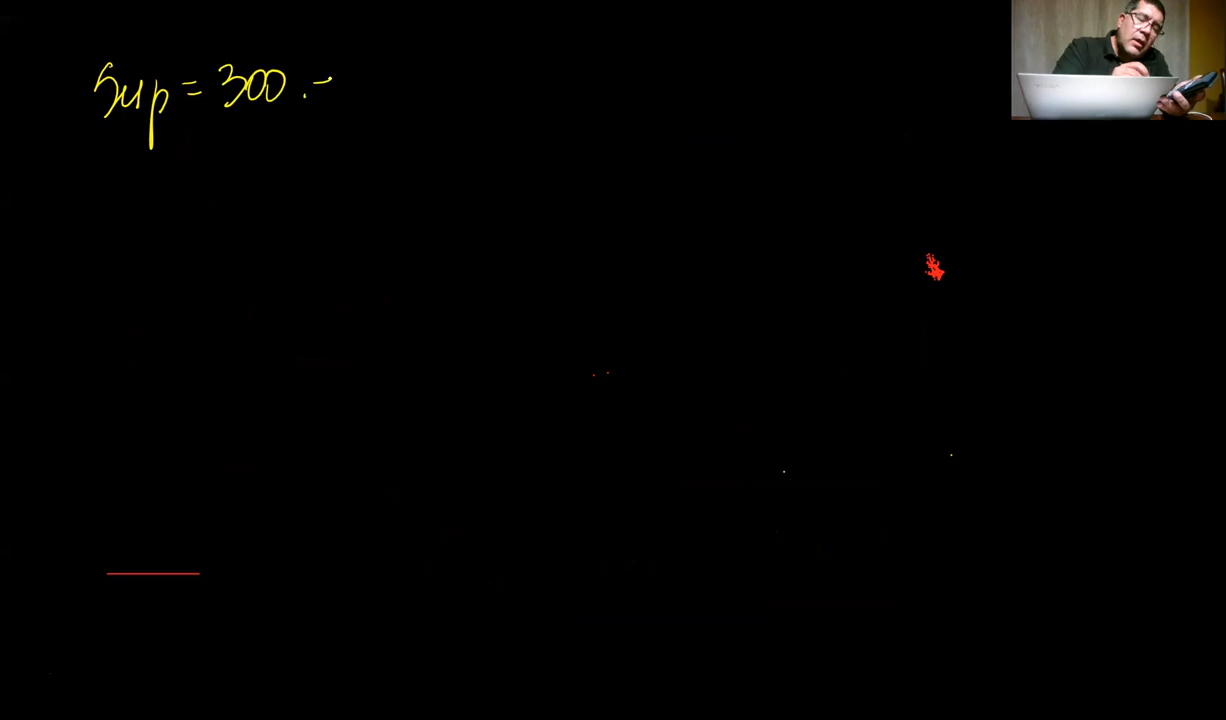 Sup = 300 . -